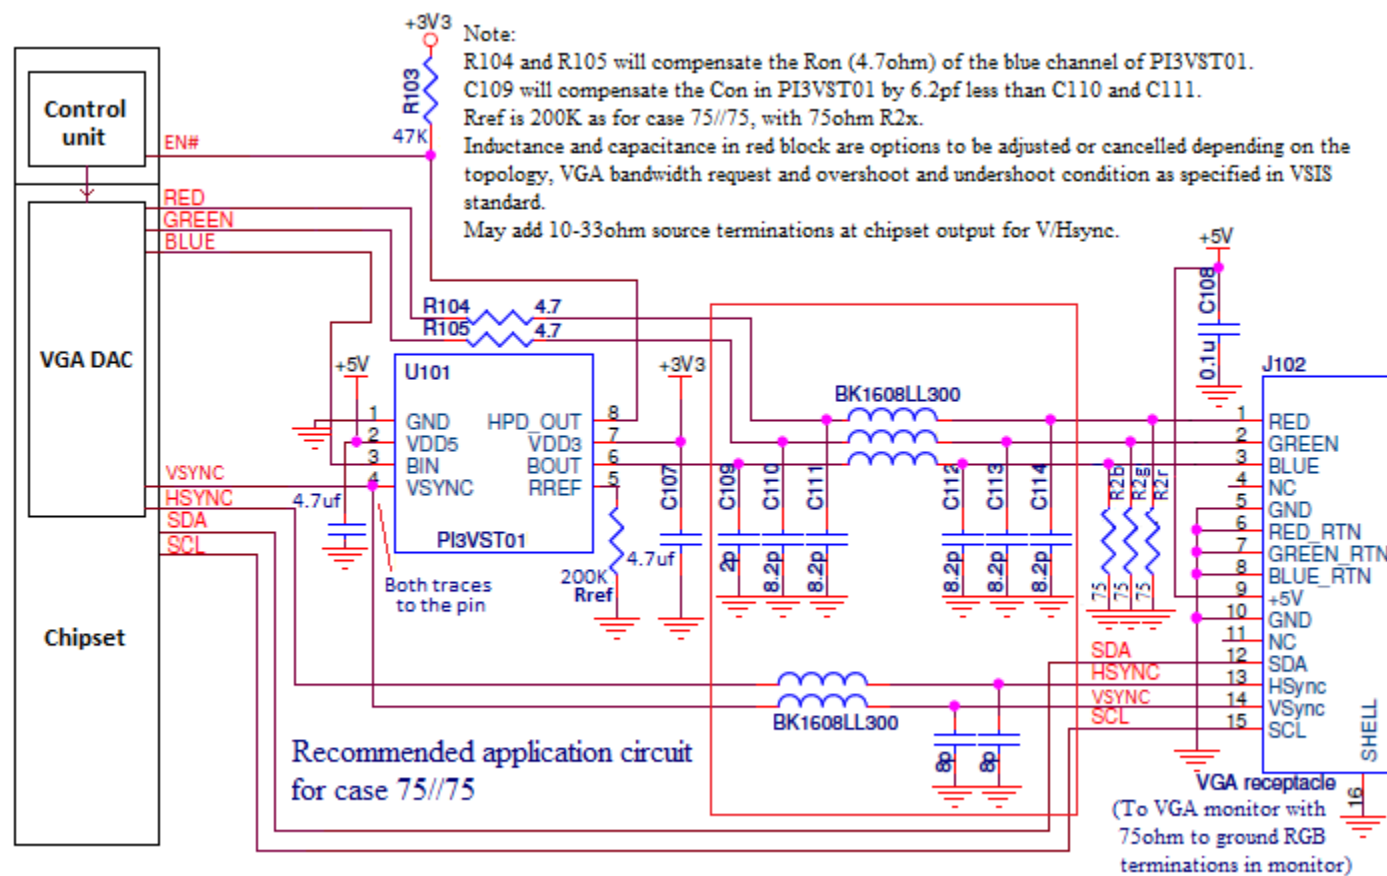 +3V3
Note:
R104 and R105 will compensate the Ron (4.7ohm) of the blue channel of PI3VST01.
C109 will compensate the Con in PI3VST01 by 6.2pf less than C110 and C111.
Rref is 200K as for case 75//75, with 75ohm R2x.
Inductance and capacitance in red block are options to be adjusted or cancelled depending on the
topology, VGA bandwidth request and overshoot and undershoot condition as specified in VSIS
standard.
May add 10-33ohm source terminations at chipset output for V/Hsync.
R103
47K
Control
unit
EN#
RED
GREEN
BLUE
VGA DAC
VSYNC
HSYNC
SDA
SCL
Chipset
R104 4.7
R105 4.7
+5V
U101
1 GND HPD_OUT 8
2 VDD5 VDD3 7
3 BIN BOUT 6
4 VSYNC RREF 5
PI3VST01
4.7uf
Both traces
to the pin
200K
Rref
+3V3
C107
4.7uf
C109
2p
C110
8.2p
C111
8.2p
BK1608LL300
C112
8.2p
C113
8.2p
C114
8.2p
R2b
75
R2g
75
R2r
75
+5V
C108
0.1u
J102
1 RED
2 GREEN
3 BLUE
4 NC
5 GND
6 RED_RTN
7 GREEN_RTN
8 BLUE_RTN
9 +5V
10 GND
11 NC
12 SDA
13 HSync
14 VSync
15 SCL
SHELL
16
SDA
HSYNC
VSYNC
SCL
BK1608LL300
8p
8p
Recommended application circuit
for case 75//75
VGA receptacle
(To VGA monitor with
75ohm to ground RGB
terminations in monitor)